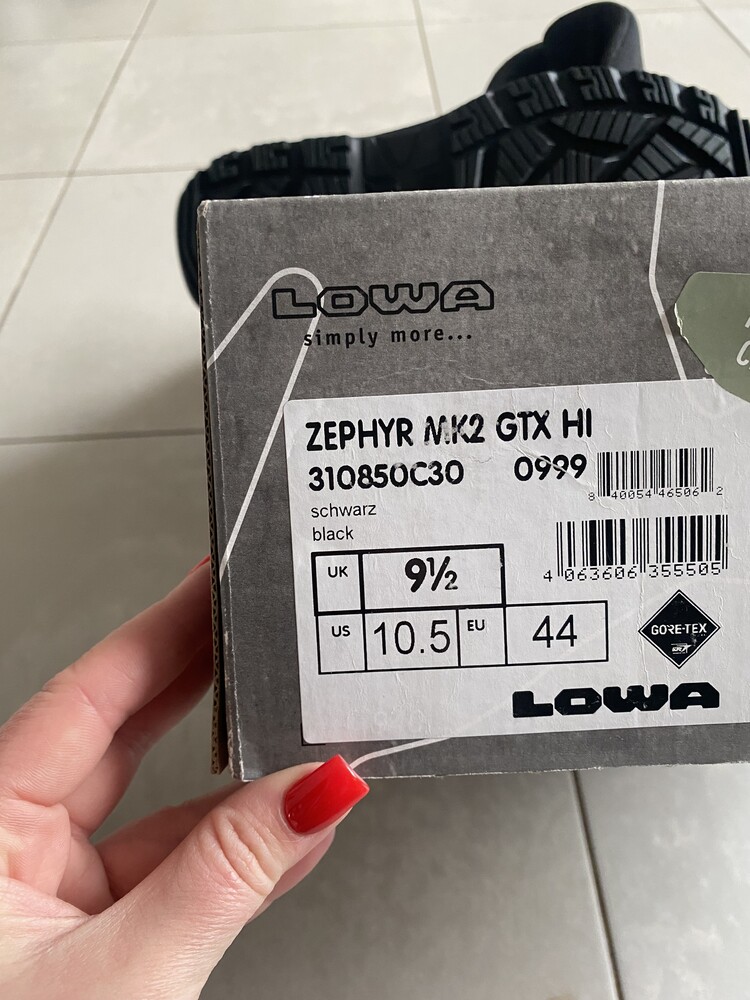 LOWA
simply more...
ZEPHYR MK2 GTX HI
310850C30 0999
8 40054 46506 2
schwarz
black
4 063606 355505
UK 9½
US 10.5 EU 44
GORE-TEX
LOWA